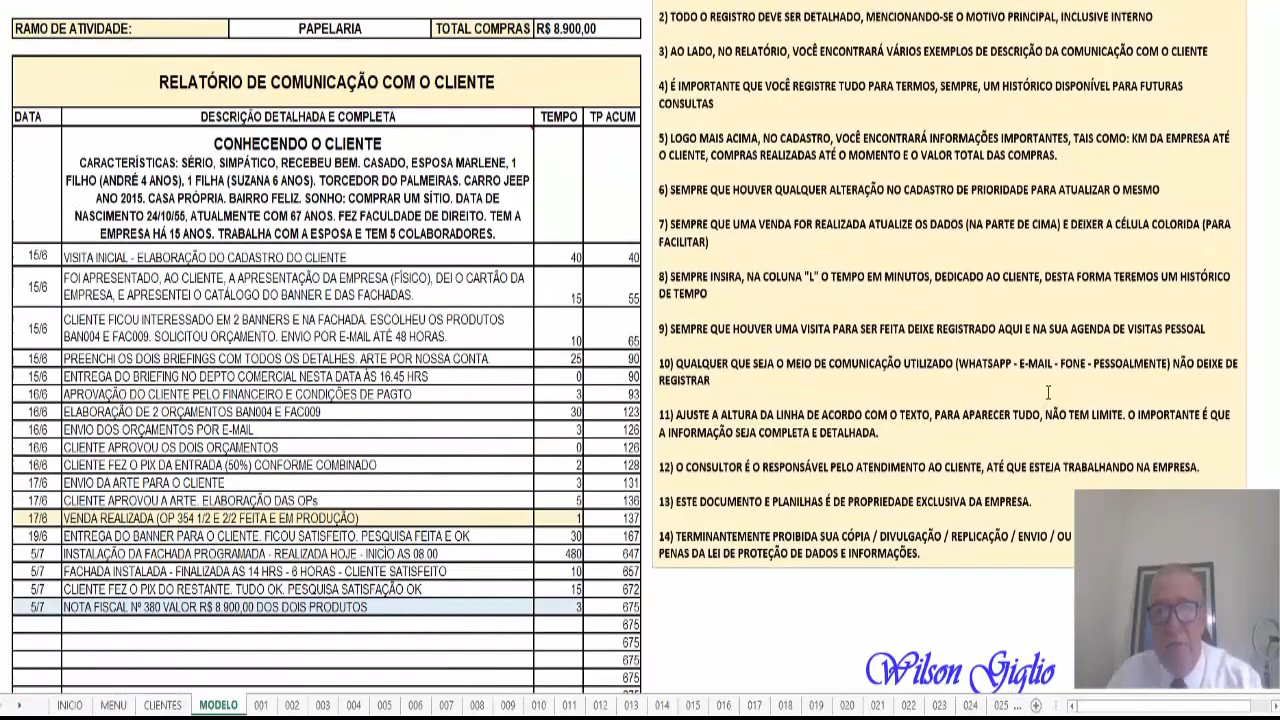 RAMO DE ATIVIDADE: PAPELARIA TOTAL COMPRAS R$ 8.900,00
RELATÓRIO DE COMUNICAÇÃO COM O CLIENTE
DATA DESCRIÇÃO DETALHADA E COMPLETA TEMPO TP ACUM
CONHECENDO O CLIENTE
CARACTERÍSTICAS: SÉRIO, SIMPÁTICO, RECEBEU BEM. CASADO, ESPOSA MARLENE, 1
FILHO (ANDRÉ 4 ANOS), 1 FILHA (SUZANA 6 ANOS). TORCEDOR DO PALMEIRAS. CARRO JEEP
ANO 2015. CASA PRÓPRIA. BAIRRO FELIZ. SONHO: COMPRAR UM SÍTIO. DATA DE
NASCIMENTO 24/10/55, ATUALMENTE COM 67 ANOS. FEZ FACULDADE DE DIREITO. TEM A
EMPRESA HÁ 15 ANOS. TRABALHA COM A ESPOSA E TEM 5 COLABORADORES.
15/6 VISITA INICIAL - ELABORAÇÃO DO CADASTRO DO CLIENTE 40 40
15/6 FOI APRESENTADO, AO CLIENTE, A APRESENTAÇÃO DA EMPRESA (FÍSICO), DEI O CARTÃO DA
EMPRESA, E APRESENTEI O CATÁLOGO DO BANNER E DAS FACHADAS. 15 55
15/6 CLIENTE FICOU INTERESSADO EM 2 BANNERS E NA FACHADA. ESCOLHEU OS PRODUTOS
BAN004 E FAC009. SOLICITOU ORÇAMENTO. ENVIO POR E-MAIL ATÉ 48 HORAS. 10 65
15/6 PREENCHI OS DOIS BRIEFINGS COM TODOS OS DETALHES. ARTE POR NOSSA CONTA. 25 90
15/6 ENTREGA DO BRIEFING NO DEPTO COMERCIAL NESTA DATA ÀS 16.45 HRS 0 90
16/6 APROVAÇÃO DO CLIENTE PELO FINANCEIRO E CONDIÇÕES DE PAGTO 3 93
16/6 ELABORAÇÃO DE 2 ORÇAMENTOS BAN004 E FAC009 30 123
16/6 ENVIO DOS ORÇAMENTOS POR E-MAIL 3 126
16/6 CLIENTE APROVOU OS DOIS ORÇAMENTOS 0 126
16/6 CLIENTE FEZ O PIX DA ENTRADA (50%) CONFORME COMBINADO 2 128
17/6 ENVIO DA ARTE PARA O CLIENTE 3 131
17/6 CLIENTE APROVOU A ARTE. ELABORAÇÃO DAS OPs 5 136
17/6 VENDA REALIZADA (OP 354 1/2 E 2/2 FEITA E EM PRODUÇÃO) 1 137
19/6 ENTREGA DO BANNER PARA O CLIENTE. FICOU SATISFEITO. PESQUISA FEITA E OK 30 167
5/7 INSTALAÇÃO DA FACHADA PROGRAMADA - REALIZADA HOJE - INICIO AS 08.00 480 647
5/7 FACHADA INSTALADA - FINALIZADA AS 14 HRS - 6 HORAS - CLIENTE SATISFEITO 10 657
5/7 CLIENTE FEZ O PIX DO RESTANTE. TUDO OK. PESQUISA SATISFAÇÃO OK 15 672
5/7 NOTA FISCAL Nº 380 VALOR R$ 8.900,00 DOS DOIS PRODUTOS 3 675
675
675
675
675
2) TODO O REGISTRO DEVE SER DETALHADO, MENCIONANDO-SE O MOTIVO PRINCIPAL, INCLUSIVE INTERNO
3) AO LADO, NO RELATÓRIO, VOCÊ ENCONTRARÁ VÁRIOS EXEMPLOS DE DESCRIÇÃO DA COMUNICAÇÃO COM O CLIENTE
4) É IMPORTANTE QUE VOCÊ REGISTRE TUDO PARA TERMOS, SEMPRE, UM HISTÓRICO DISPONÍVEL PARA FUTURAS
CONSULTAS
5) LOGO MAIS ACIMA, NO CADASTRO, VOCÊ ENCONTRARÁ INFORMAÇÕES IMPORTANTES, TAIS COMO: KM DA EMPRESA ATÉ
O CLIENTE, COMPRAS REALIZADAS ATÉ O MOMENTO E O VALOR TOTAL DAS COMPRAS.
6) SEMPRE QUE HOUVER QUALQUER ALTERAÇÃO NO CADASTRO DE PRIORIDADE PARA ATUALIZAR O MESMO
7) SEMPRE QUE UMA VENDA FOR REALIZADA ATUALIZE OS DADOS (NA PARTE DE CIMA) E DEIXER A CÉLULA COLORIDA (PARA
FACILITAR)
8) SEMPRE INSIRA, NA COLUNA "L" O TEMPO EM MINUTOS, DEDICADO AO CLIENTE, DESTA FORMA TEREMOS UM HISTÓRICO
DE TEMPO
9) SEMPRE QUE HOUVER UMA VISITA PARA SER FEITA DEIXE REGISTRADO AQUI E NA SUA AGENDA DE VISITAS PESSOAL
10) QUALQUER QUE SEJA O MEIO DE COMUNICAÇÃO UTILIZADO (WHATSAPP - E-MAIL - FONE - PESSOALMENTE) NÃO DEIXE DE
REGISTRAR
11) AJUSTE A ALTURA DA LINHA DE ACORDO COM O TEXTO, PARA APARECER TUDO, NÃO TEM LIMITE. O IMPORTANTE É QUE
A INFORMAÇÃO SEJA COMPLETA E DETALHADA.
12) O CONSULTOR É O RESPONSÁVEL PELO ATENDIMENTO AO CLIENTE, ATÉ QUE ESTEJA TRABALHANDO NA EMPRESA.
13) ESTE DOCUMENTO E PLANILHAS É DE PROPRIEDADE EXCLUSIVA DA EMPRESA.
14) TERMINANTEMENTE PROIBIDA SUA CÓPIA / DIVULGAÇÃO / REPLICAÇÃO / ENVIO / OU
PENAS DA LEI DE PROTEÇÃO DE DADOS E INFORMAÇÕES.
Wilson Giglio
INICIO MENU CLIENTES MODELO 001 002 003 004 005 006 007 008 009 010 011 012 013 014 015 016 017 018 019 020 021 022 023 024 025 ...